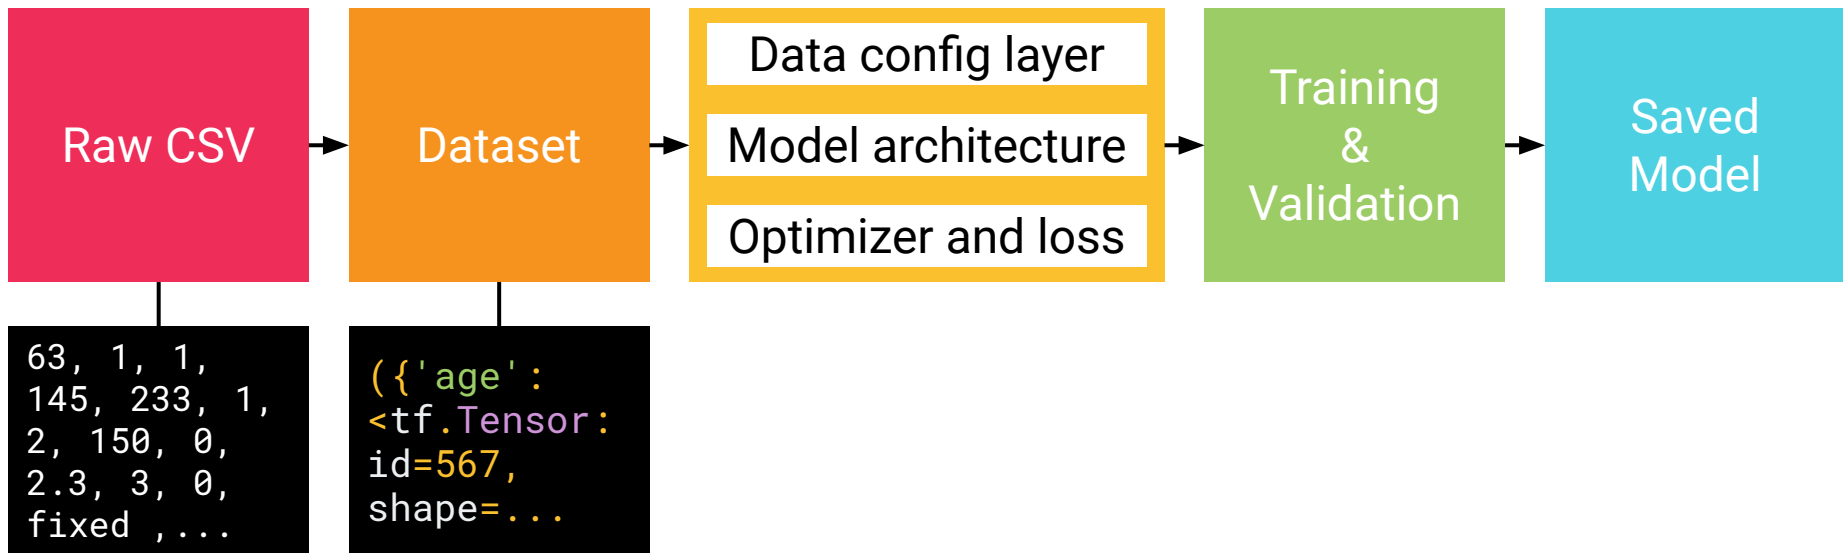 Raw CSV
Dataset
Data config layer
Model architecture
Optimizer and loss
Training
&
Validation
Saved
Model
63, 1, 1,
145, 233, 1,
2, 150, 0,
2.3, 3, 0,
fixed ,...
({'age':
<tf.Tensor:
id=567,
shape=...